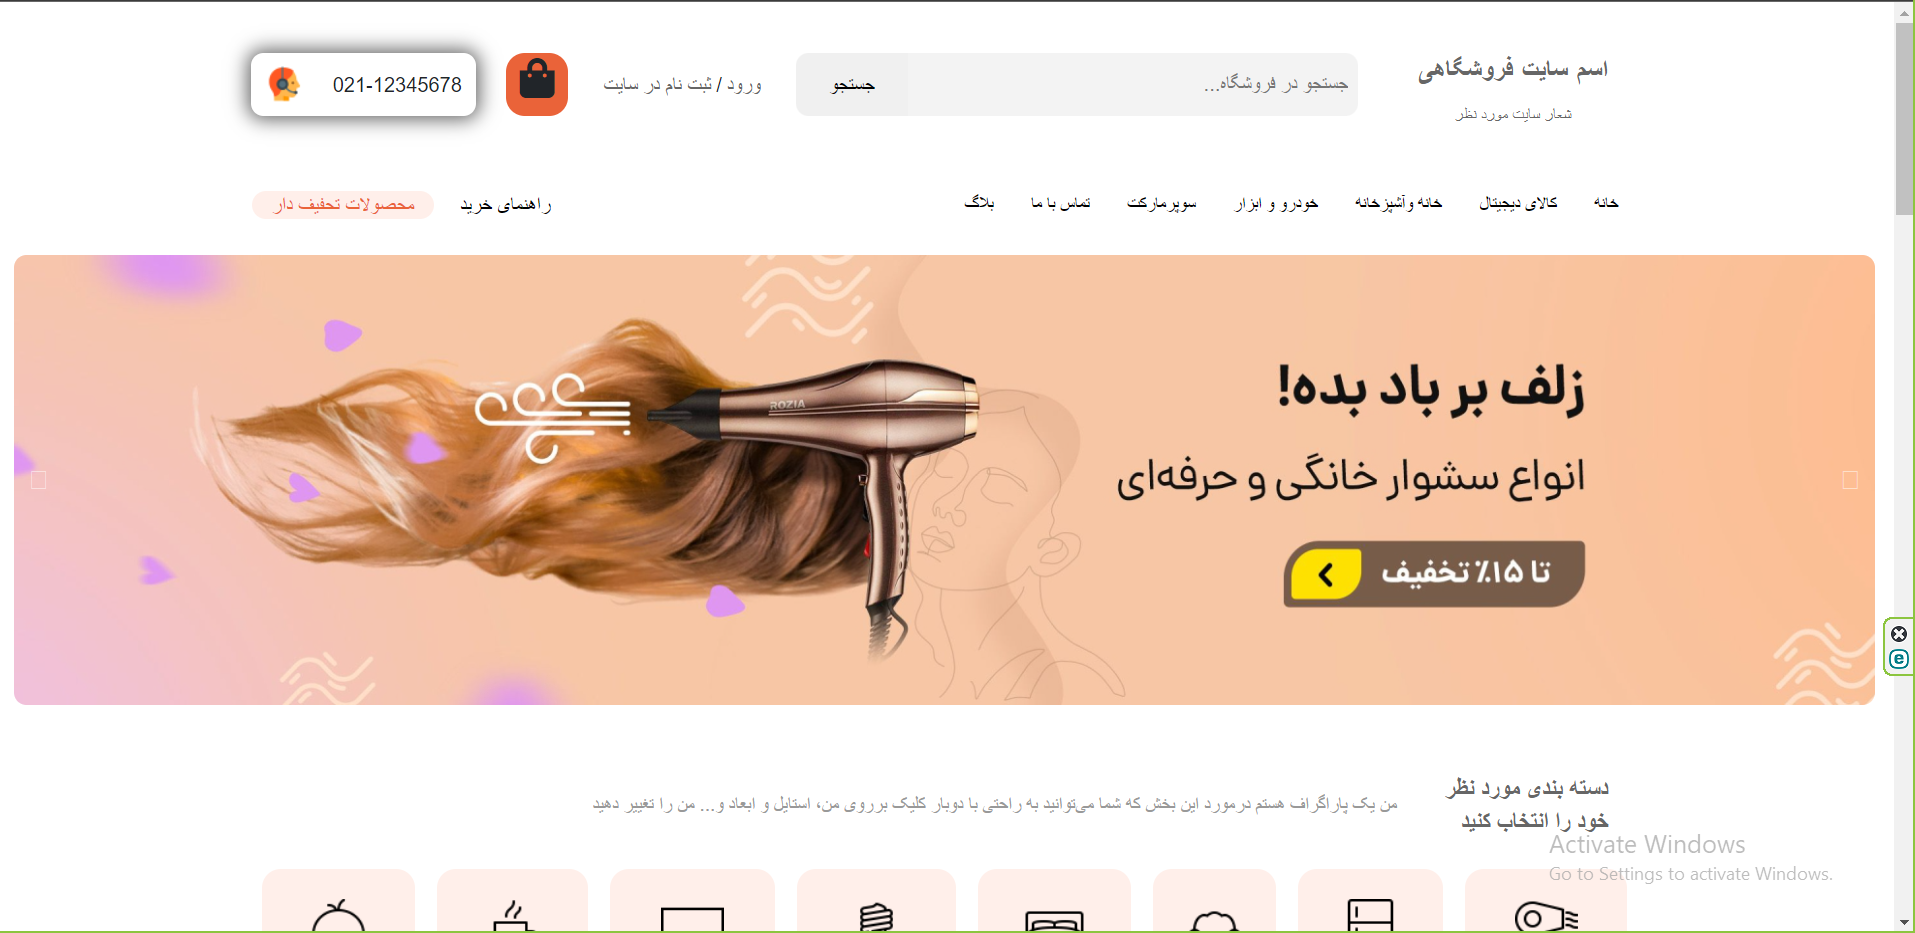 اسم سایت فروشگاهی
شعار سایت مورد نظر
جستجو در فروشگاه...
جستجو
ورود / ثبت نام در سایت
021-12345678
خانه
کالای دیجیتال
خانه وآشپزخانه
خودرو و ابزار
سوپرمارکت
تماس با ما
بلاگ
راهنمای خرید
محصولات تحفیف دار
زلف بر باد بده!
انواع سشوار خانگی و حرفه‌ای
تا ۱۵٪ تخفیف
ROZIA
دسته بندی مورد نظر
خود را انتخاب کنید
من یک پاراگراف هستم درمورد این بخش که شما می‌توانید به راحتی با دوبار کلیک برروی من، استایل و ابعاد و... من را تغییر دهید
Activate Windows
Go to Settings to activate Windows.
e